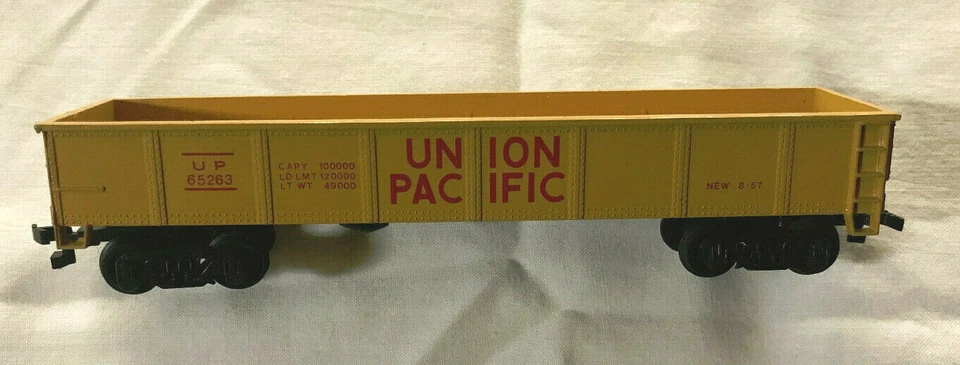 UP
65263
CAPY 100000
LD LMT 120000
LT WT 49000
UNION
PACIFIC
NEW 8-57